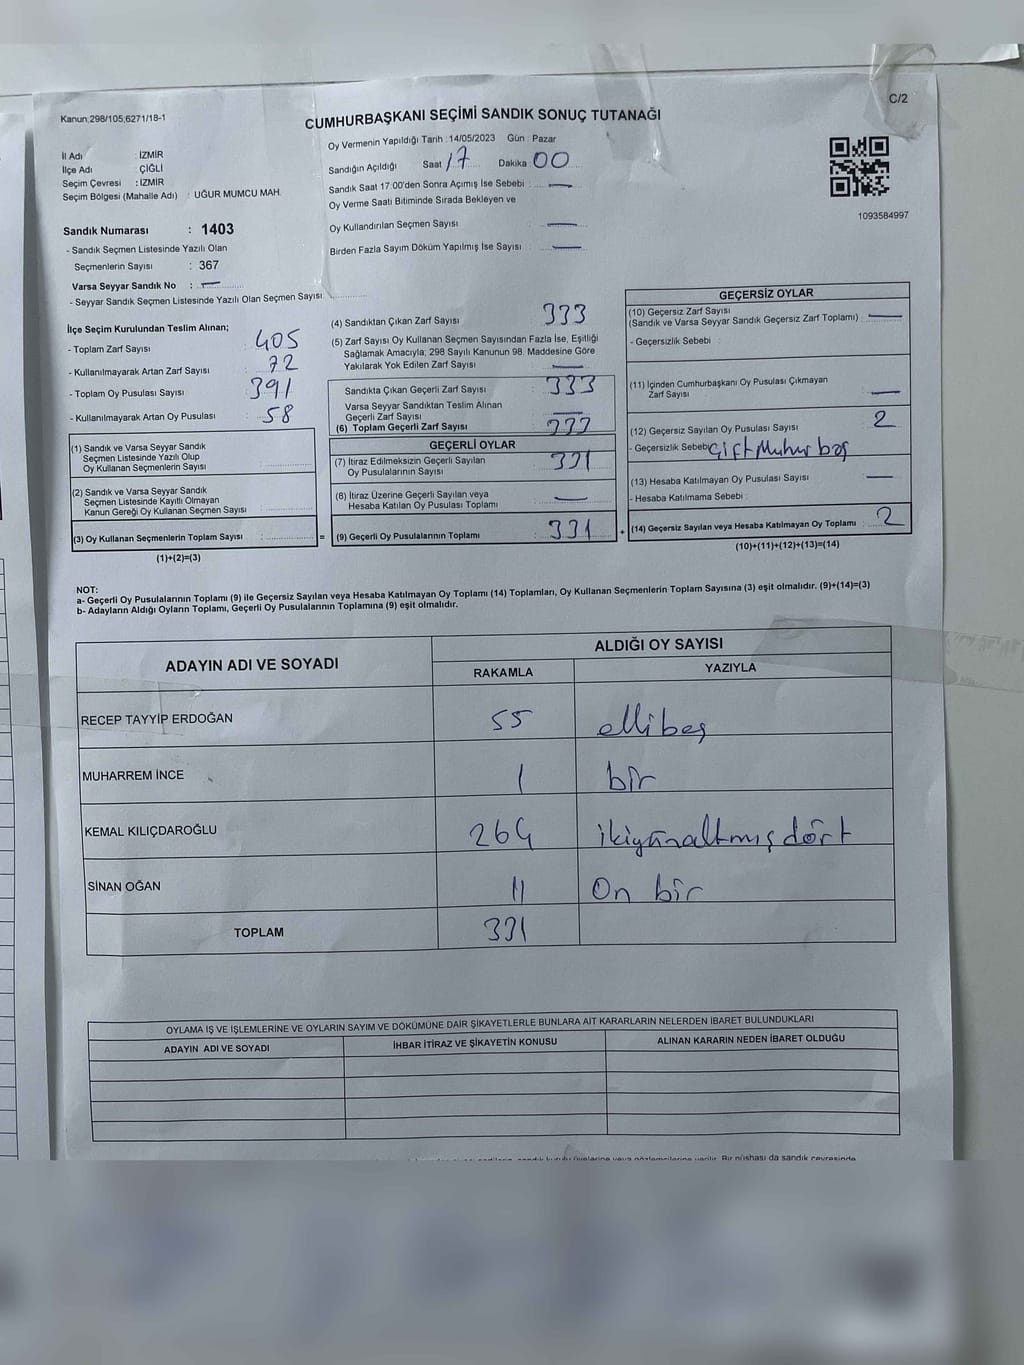 C/2
Kanun:298/105,6271/18-1
CUMHURBAŞKANI SEÇİMİ SANDIK SONUÇ TUTANAĞI
İl Adı : İZMİR
İlçe Adı : ÇİĞLİ
Seçim Çevresi : İZMİR
Seçim Bölgesi (Mahalle Adı) : UĞUR MUMCU MAH.
Sandık Numarası : 1403
- Sandık Seçmen Listesinde Yazılı Olan
Seçmenlerin Sayısı : 367
Varsa Seyyar Sandık No : —
- Seyyar Sandık Seçmen Listesinde Yazılı Olan Seçmen Sayısı :
Oy Vermenin Yapıldığı Tarih : 14/05/2023 Gün : Pazar
Sandığın Açıldığı Saat 17 Dakika 00
Sandık Saat 17:00'den Sonra Açımış İse Sebebi : —
Oy Verme Saati Bitiminde Sırada Bekleyen ve
Oy Kullandırılan Seçmen Sayısı : —
Birden Fazla Sayım Döküm Yapılmış İse Sayısı : —
1093584997
İlçe Seçim Kurulundan Teslim Alınan;
- Toplam Zarf Sayısı 405
- Kullanılmayarak Artan Zarf Sayısı 72
- Toplam Oy Pusulası Sayısı 391
- Kullanılmayarak Artan Oy Pusulası 58
(1) Sandık ve Varsa Seyyar Sandık
Seçmen Listesinde Yazılı Olup
Oy Kullanan Seçmenlerin Sayısı
(2) Sandık ve Varsa Seyyar Sandık
Seçmen Listesinde Kayıtlı Olmayan
Kanun Gereği Oy Kullanan Seçmen Sayısı
(3) Oy Kullanan Seçmenlerin Toplam Sayısı : =
(1)+(2)=(3)
(4) Sandıktan Çıkan Zarf Sayısı : 333
(5) Zarf Sayısı Oy Kullanan Seçmen Sayısından Fazla İse, Eşitliği
Sağlamak Amacıyla; 298 Sayılı Kanunun 98. Maddesine Göre
Yakılarak Yok Edilen Zarf Sayısı : —
Sandıkta Çıkan Geçerli Zarf Sayısı : 333
Varsa Seyyar Sandıktan Teslim Alınan
Geçerli Zarf Sayısı : —
(6) Toplam Geçerli Zarf Sayısı : 333
GEÇERLİ OYLAR
(7) İtiraz Edilmeksizin Geçerli Sayılan
Oy Pusulalarının Sayısı : 331
(8) İtiraz Üzerine Geçerli Sayılan veya
Hesaba Katılan Oy Pusulası Toplamı : —
(9) Geçerli Oy Pusulalarının Toplamı : 331 +
GEÇERSİZ OYLAR
(10) Geçersiz Zarf Sayısı
(Sandık ve Varsa Seyyar Sandık Geçersiz Zarf Toplamı) : —
- Geçersizlik Sebebi :
(11) İçinden Cumhurbaşkanı Oy Pusulası Çıkmayan
Zarf Sayısı : —
(12) Geçersiz Sayılan Oy Pusulası Sayısı : 2
- Geçersizlik Sebebi
(13) Hesaba Katılmayan Oy Pusulası Sayısı : —
- Hesaba Katılmama Sebebi :
(14) Geçersiz Sayılan veya Hesaba Katılmayan Oy Toplamı : 2
(10)+(11)+(12)+(13)=(14)
NOT:
a- Geçerli Oy Pusulalarının Toplamı (9) ile Geçersiz Sayılan veya Hesaba Katılmayan Oy Toplamı (14) Toplamları, Oy Kullanan Seçmenlerin Toplam Sayısına (3) eşit olmalıdır. (9)+(14)=(3)
b- Adayların Aldığı Oyların Toplamı, Geçerli Oy Pusulalarının Toplamına (9) eşit olmalıdır.
ADAYIN ADI VE SOYADI ALDIĞI OY SAYISI
RAKAMLA YAZIYLA
RECEP TAYYİP ERDOĞAN 55 ellibeş
MUHARREM İNCE 1 bir
KEMAL KILIÇDAROĞLU 264 ikiyüzaltmışdört
SİNAN OĞAN 11 On bir
TOPLAM 331
OYLAMA İŞ VE İŞLEMLERİNE VE OYLARIN SAYIM VE DÖKÜMÜNE DAİR ŞİKAYETLERLE BUNLARA AİT KARARLARIN NELERDEN İBARET BULUNDUKLARI
ADAYIN ADI VE SOYADI İHBAR İTİRAZ VE ŞİKAYETİN KONUSU ALINAN KARARIN NEDEN İBARET OLDUĞU